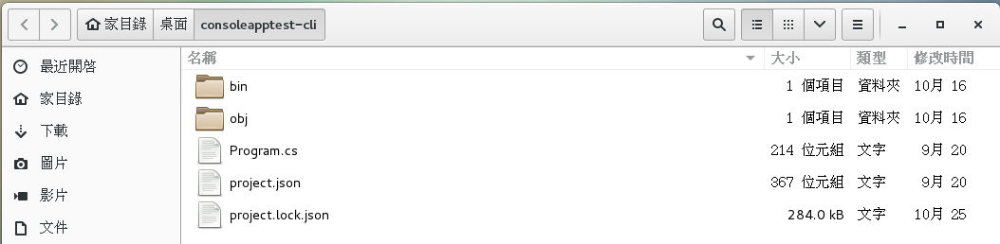 家目錄 桌面 consoleapptest-cli
名稱 大小 類型 修改時間
最近開啓
家目錄
下載
圖片
影片
文件
bin 1 個項目 資料夾 10月 16
obj 1 個項目 資料夾 10月 16
Program.cs 214 位元組 文字 9月 20
project.json 367 位元組 文字 9月 20
project.lock.json 284.0 kB 文字 10月 25